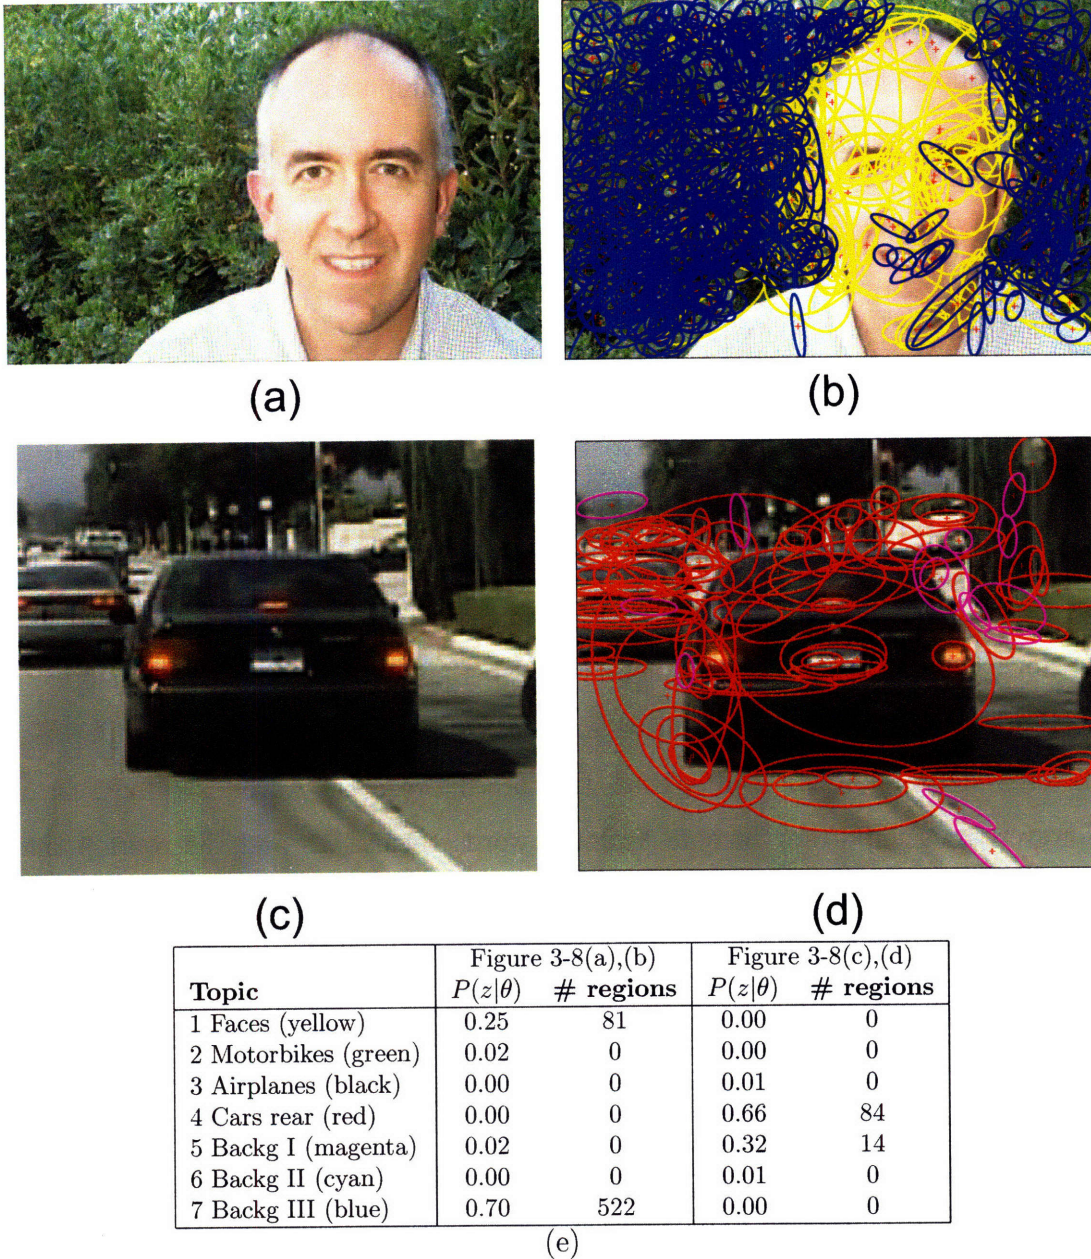 (a)
(b)
(c)
(d)
Figure 3-8(a),(b) Figure 3-8(c),(d)
Topic P(z|θ) # regions P(z|θ) # regions
1 Faces (yellow) 0.25 81 0.00 0
2 Motorbikes (green) 0.02 0 0.00 0
3 Airplanes (black) 0.00 0 0.01 0
4 Cars rear (red) 0.00 0 0.66 84
5 Backg I (magenta) 0.02 0 0.32 14
6 Backg II (cyan) 0.00 0 0.01 0
7 Backg III (blue) 0.70 522 0.00 0
(e)